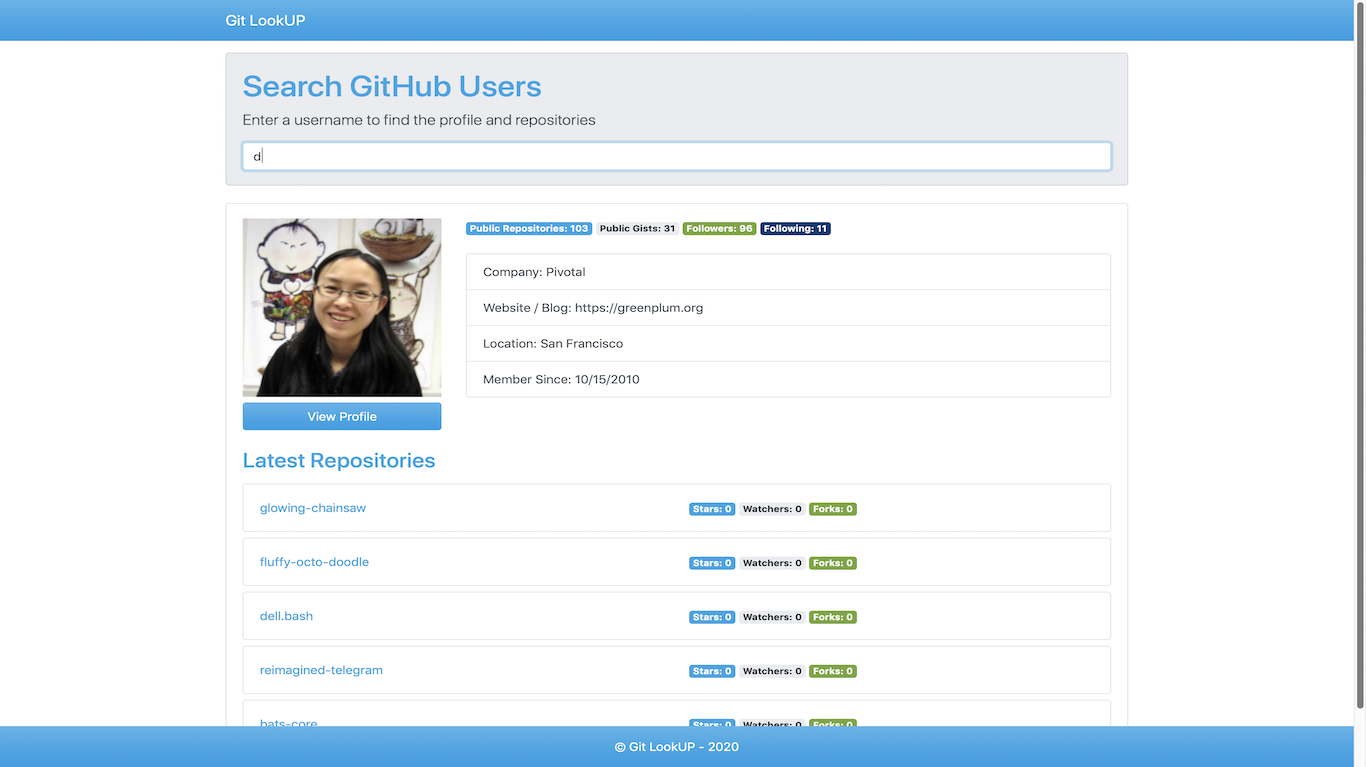 Git LookUP
Search GitHub Users
Enter a username to find the profile and repositories
d
Public Repositories: 103 Public Gists: 31 Followers: 96 Following: 11
Company: Pivotal
Website / Blog: https://greenplum.org
Location: San Francisco
Member Since: 10/15/2010
View Profile
Latest Repositories
glowing-chainsaw Stars: 0 Watchers: 0 Forks: 0
fluffy-octo-doodle Stars: 0 Watchers: 0 Forks: 0
dell.bash Stars: 0 Watchers: 0 Forks: 0
reimagined-telegram Stars: 0 Watchers: 0 Forks: 0
bats-core Stars: 0 Watchers: 0 Forks: 0
© Git LookUP - 2020